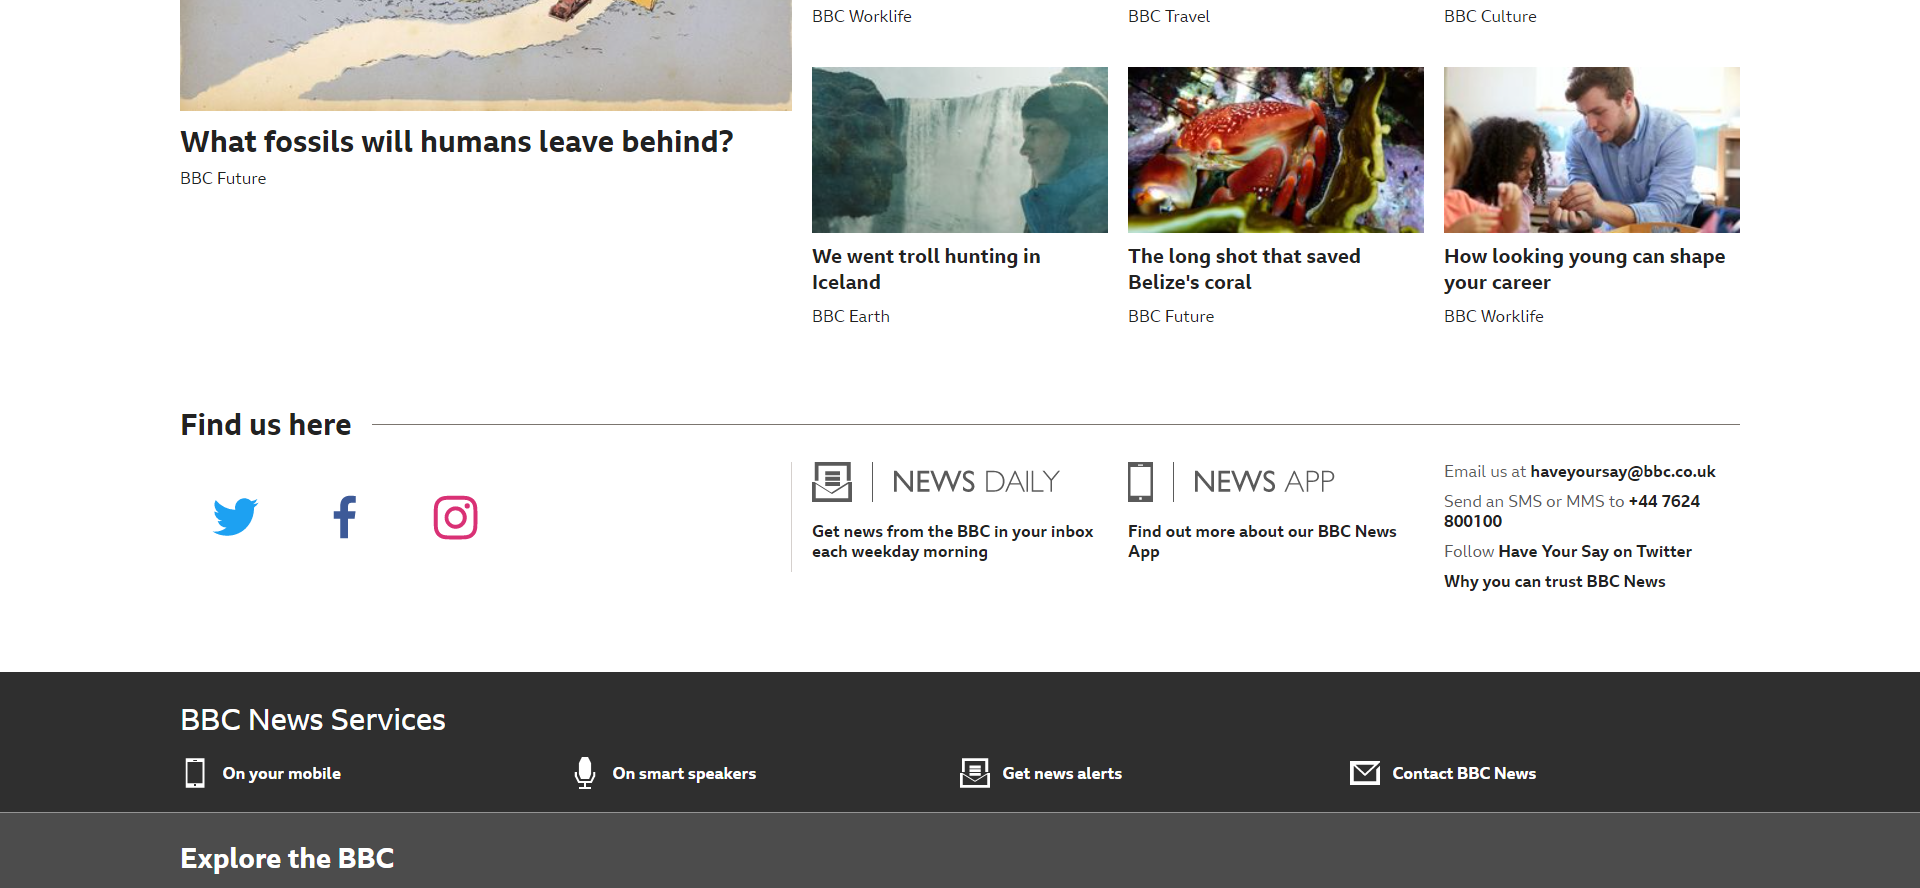 BBC Worklife
BBC Travel
BBC Culture
What fossils will humans leave behind?
BBC Future
We went troll hunting in
Iceland
BBC Earth
The long shot that saved
Belize's coral
BBC Future
How looking young can shape
your career
BBC Worklife
Find us here
NEWS DAILY
Get news from the BBC in your inbox
each weekday morning
NEWS APP
Find out more about our BBC News
App
Email us at haveyoursay@bbc.co.uk
Send an SMS or MMS to +44 7624
800100
Follow Have Your Say on Twitter
Why you can trust BBC News
BBC News Services
On your mobile
On smart speakers
Get news alerts
Contact BBC News
Explore the BBC